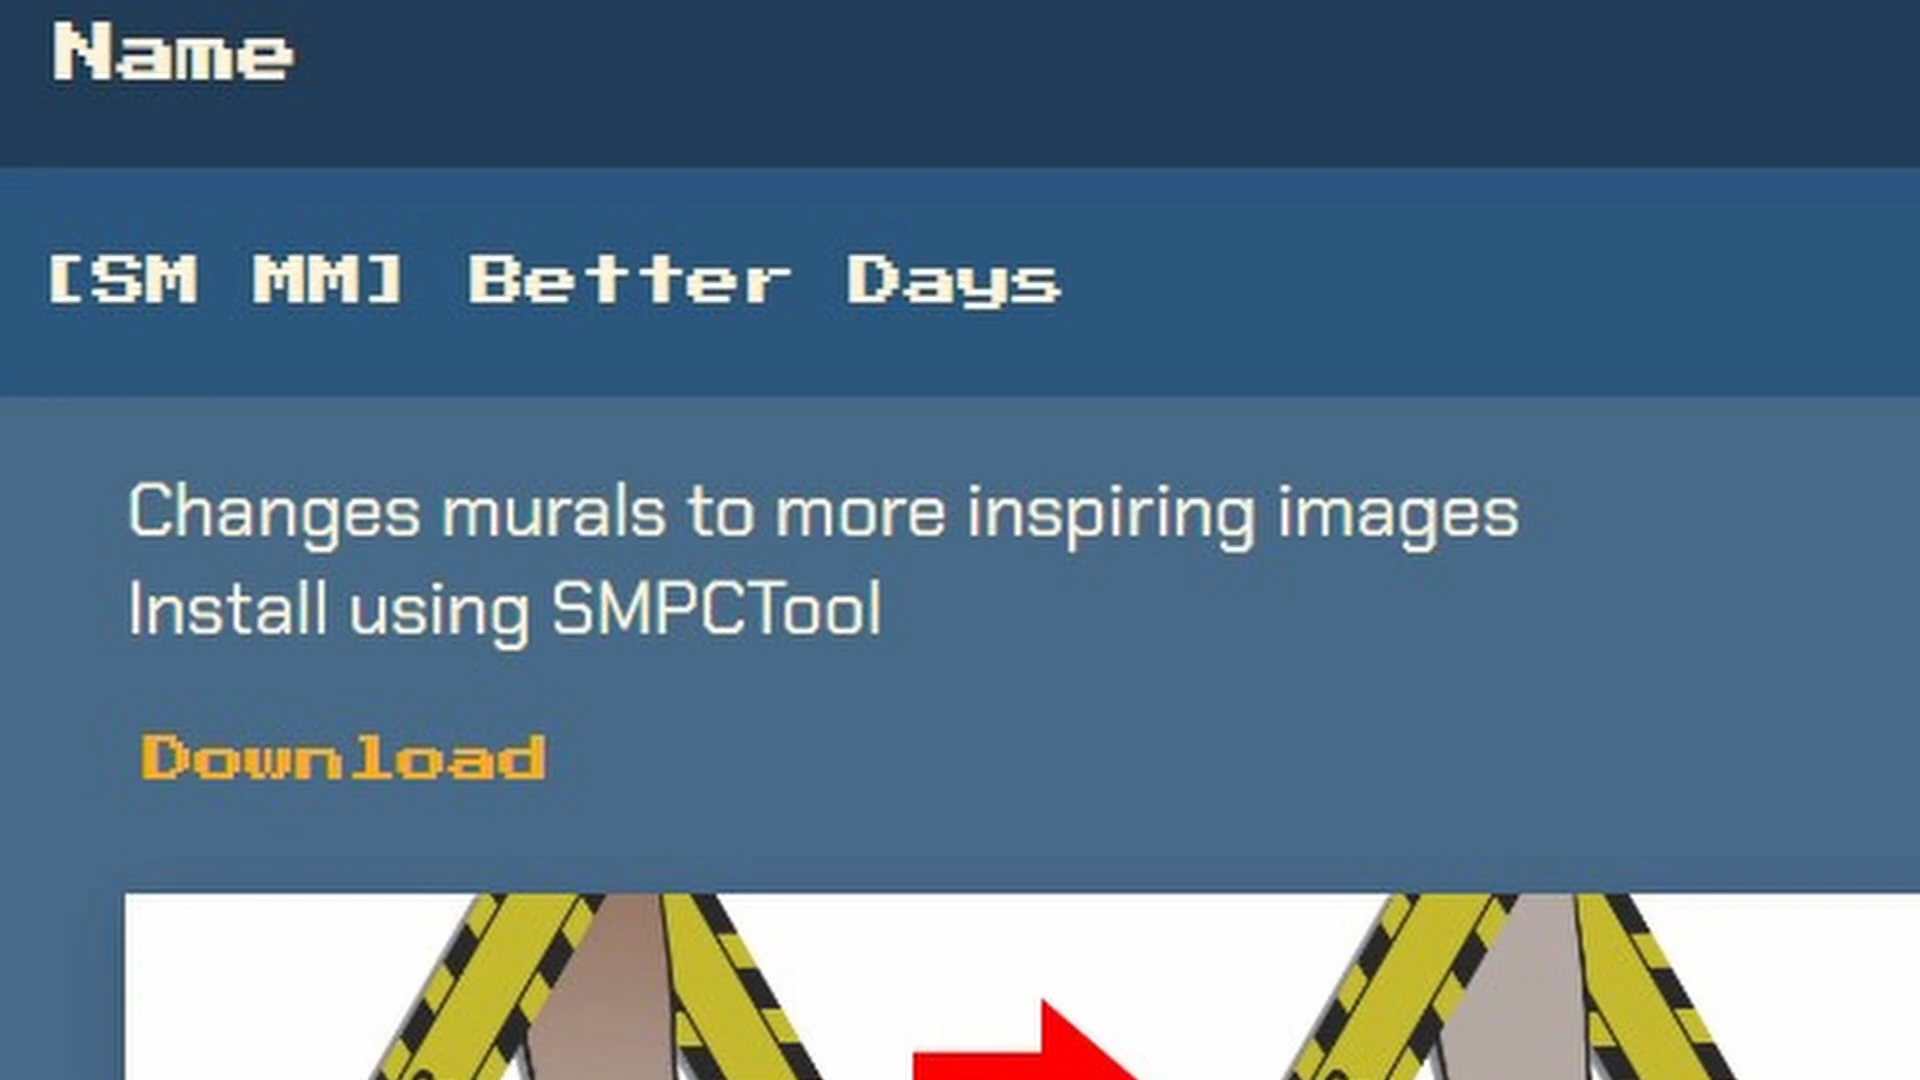 Name
[SM MM] Better Days
Changes murals to more inspiring images
Install using SMPCTool
Download